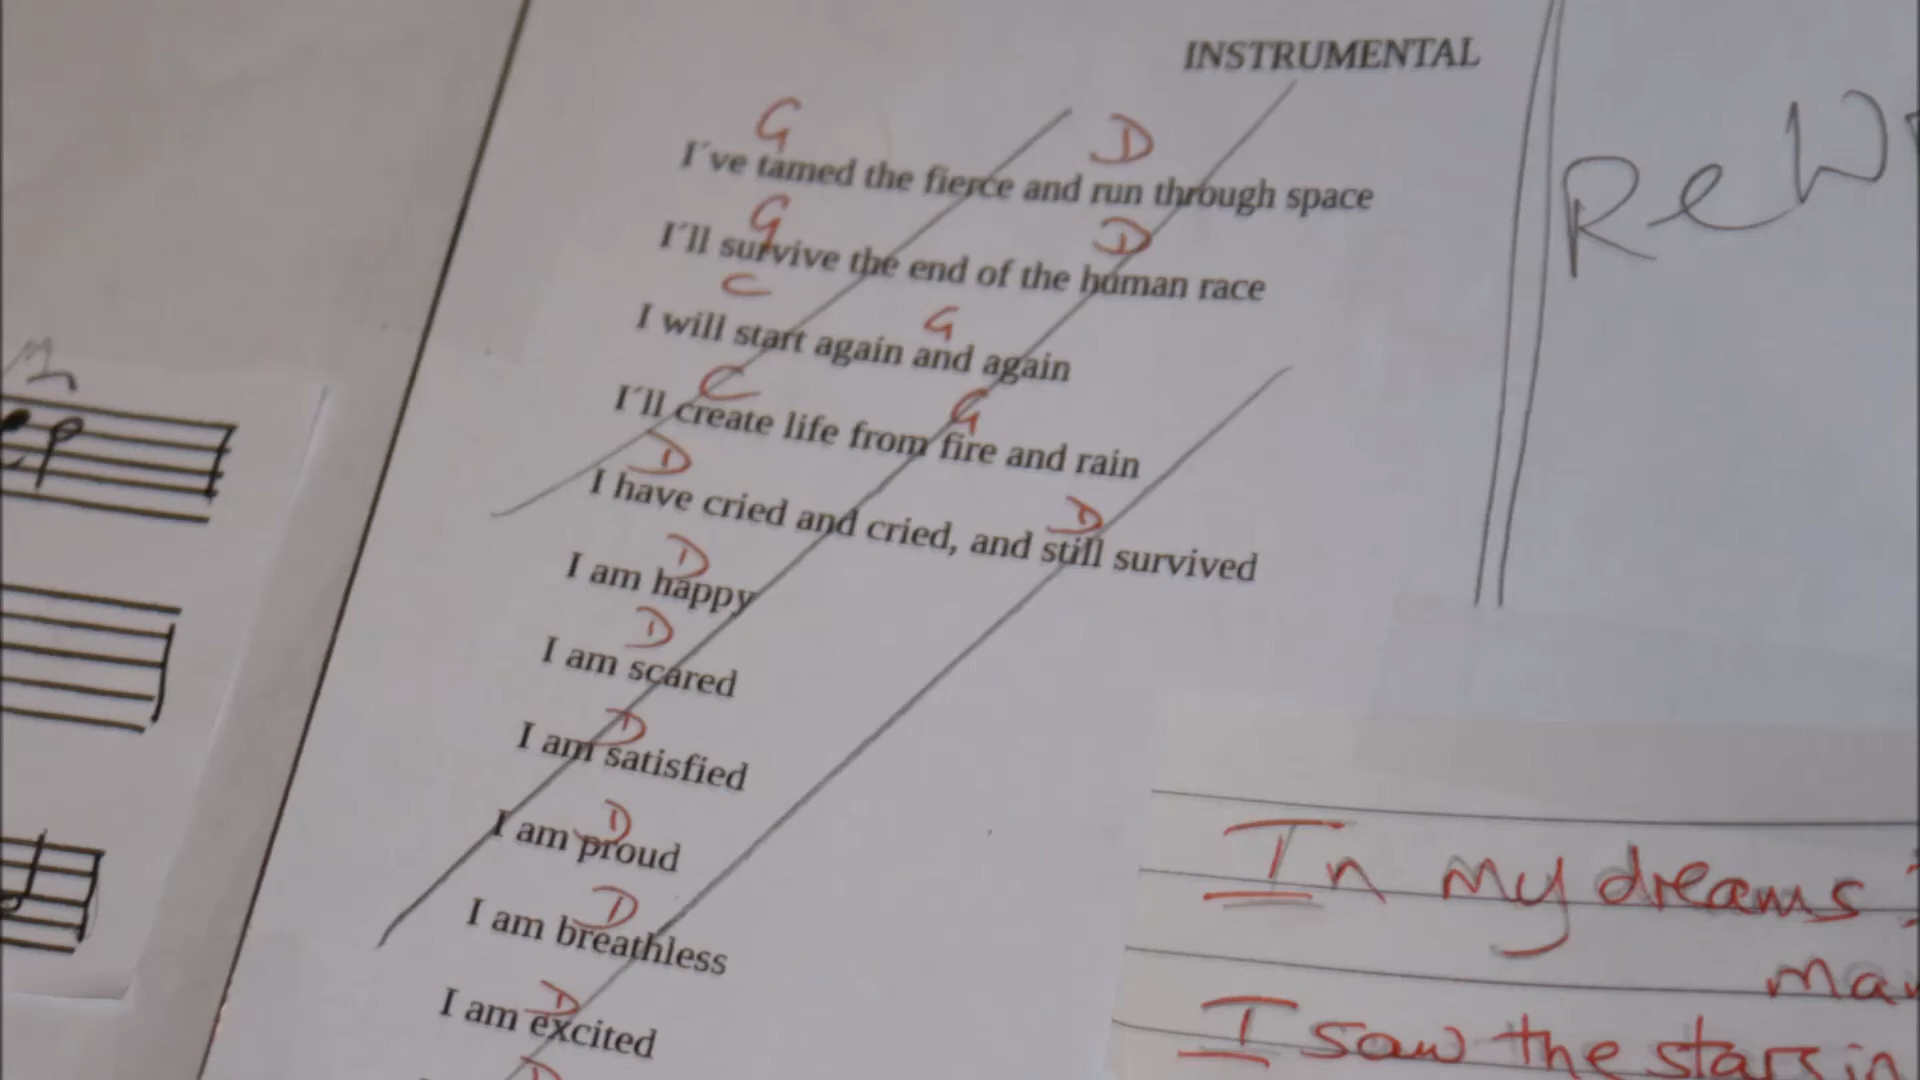 INSTRUMENTAL
G D
I´ve tamed the fierce and run through space
G D
I´ll survive the end of the human race
C G
I will start again and again
C G
I´ll create life from fire and rain
D D
I have cried and cried, and still survived
D
I am happy
D
I am scared
D
I am satisfied
D
I am proud
D
I am breathless
D
I am excited
D
In my dreams
I saw the stars in